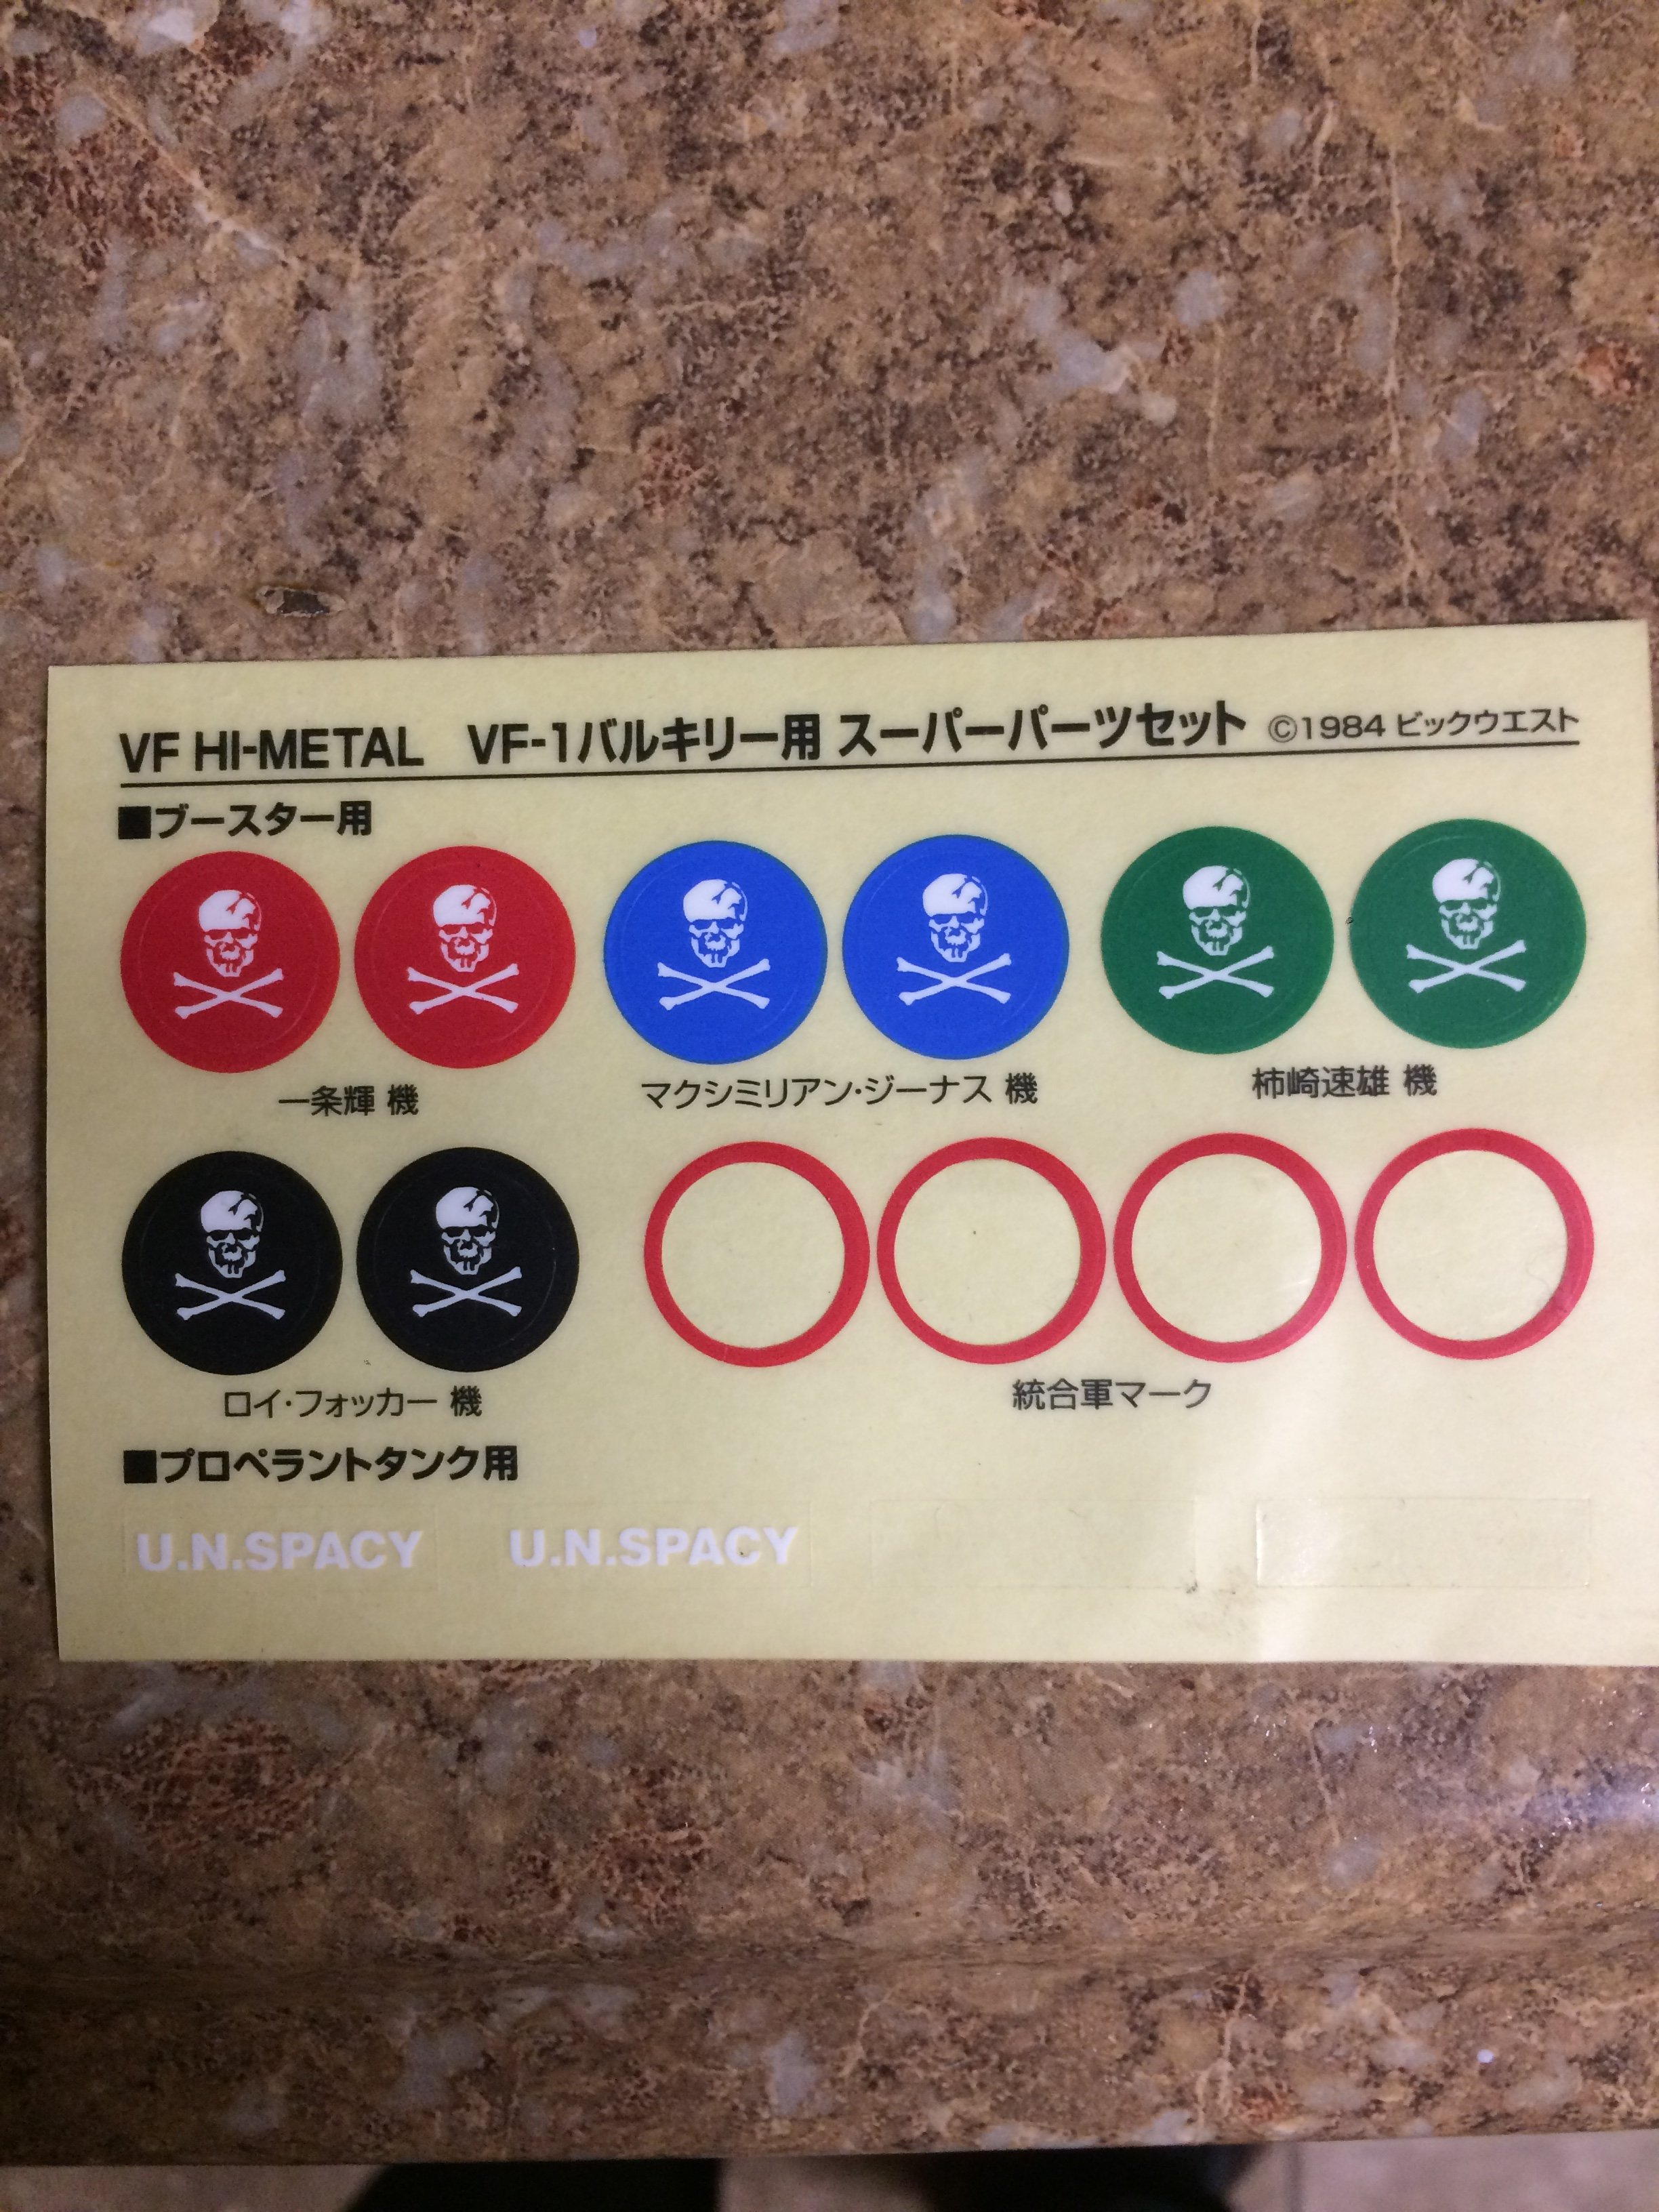 VF HI-METAL VF-1バルキリー用 スーパーパーツセット ©1984 ビックウエスト
■ブースター用
一条輝 機 マクシミリアン・ジーナス 機 柿崎速雄 機
ロイ・フォッカー 機 統合軍マーク
■プロペラントタンク用
U.N.SPACY U.N.SPACY